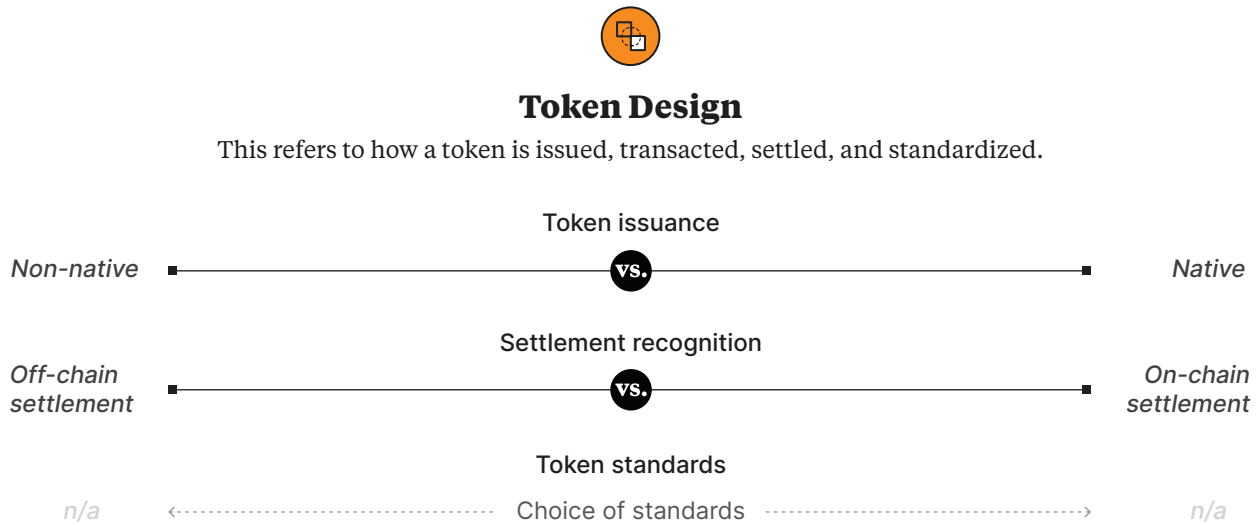 Token Design
This refers to how a token is issued, transacted, settled, and standardized.
Token issuance
Non-native vs. Native
Settlement recognition
Off-chain settlement vs. On-chain settlement
Token standards
n/a Choice of standards n/a